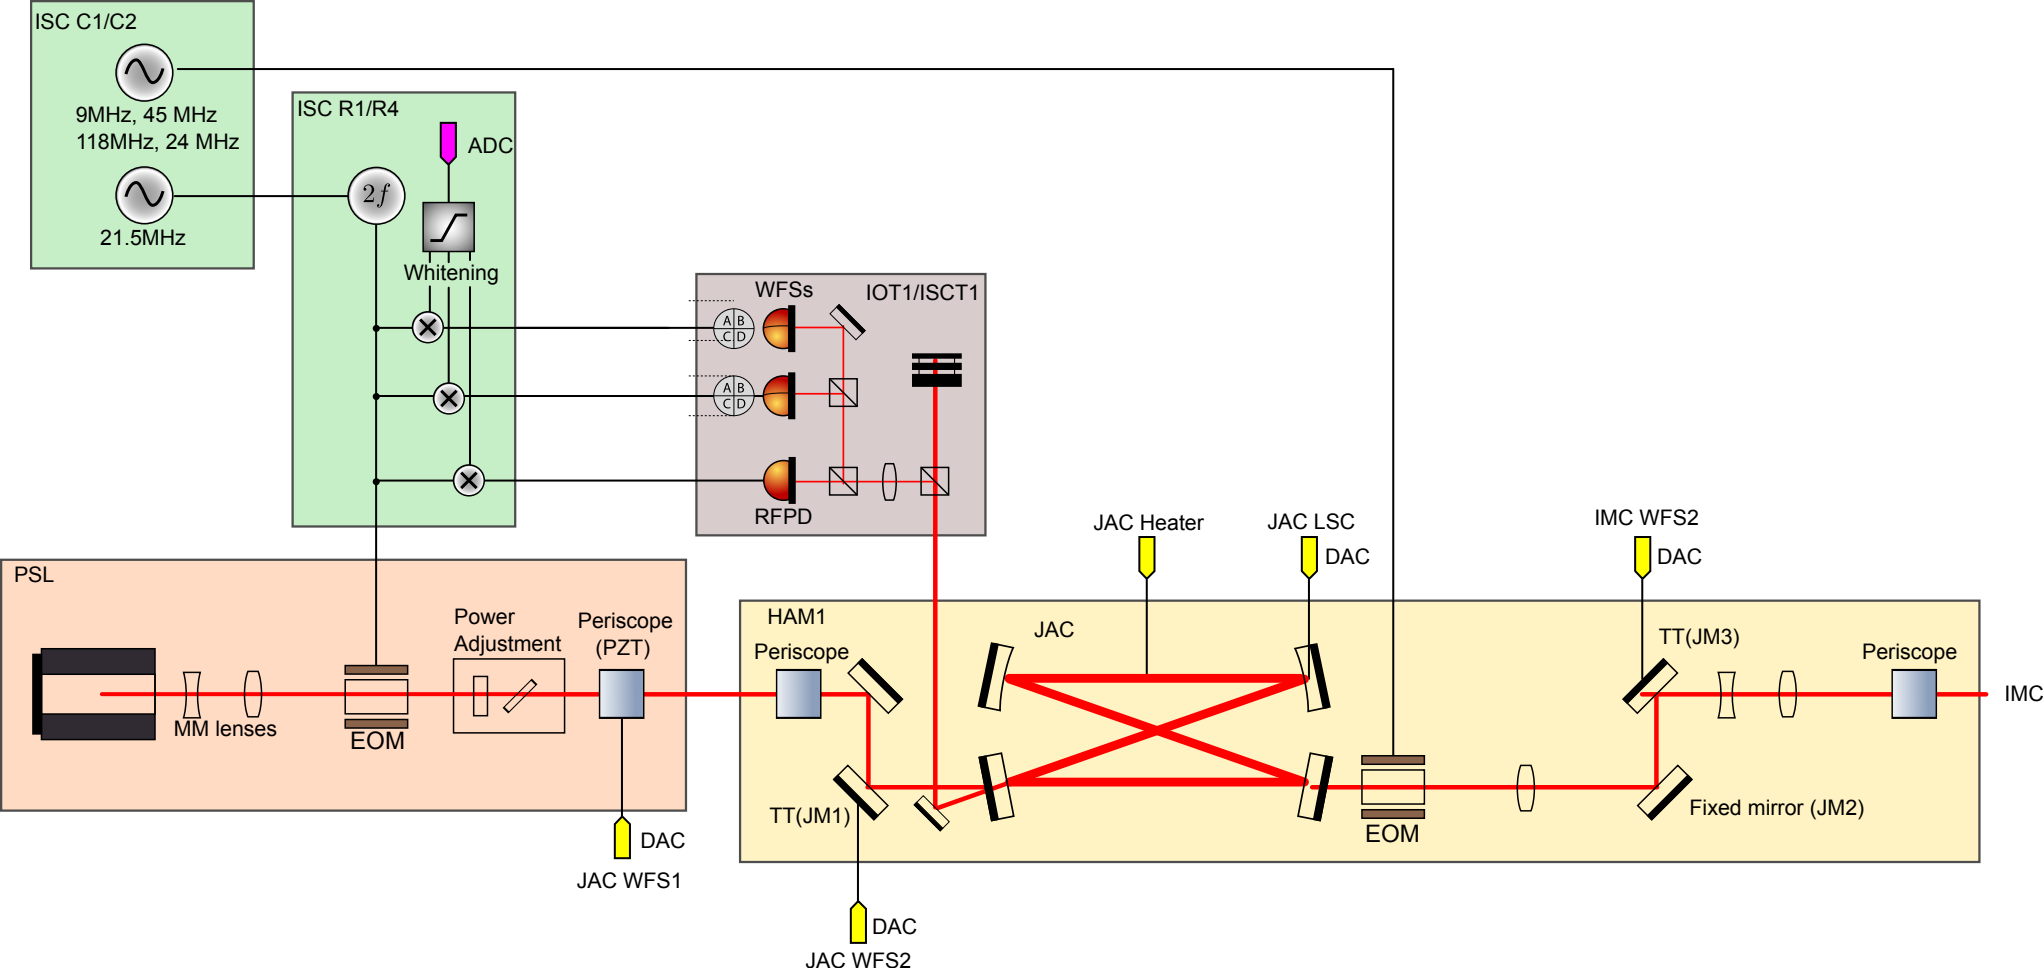 ISC C1/C2
9MHz, 45 MHz
118MHz, 24 MHz
21.5MHz
ISC R1/R4
ADC
2f
Whitening
WFSs
IOT1/ISCT1
A B
C D
A B
C D
RFPD
JAC Heater
JAC LSC
DAC
IMC WFS2
DAC
PSL
MM lenses
EOM
Power
Adjustment
Periscope
(PZT)
DAC
JAC WFS1
HAM1
Periscope
JAC
TT(JM1)
DAC
JAC WFS2
EOM
TT(JM3)
Fixed mirror (JM2)
Periscope
IMC